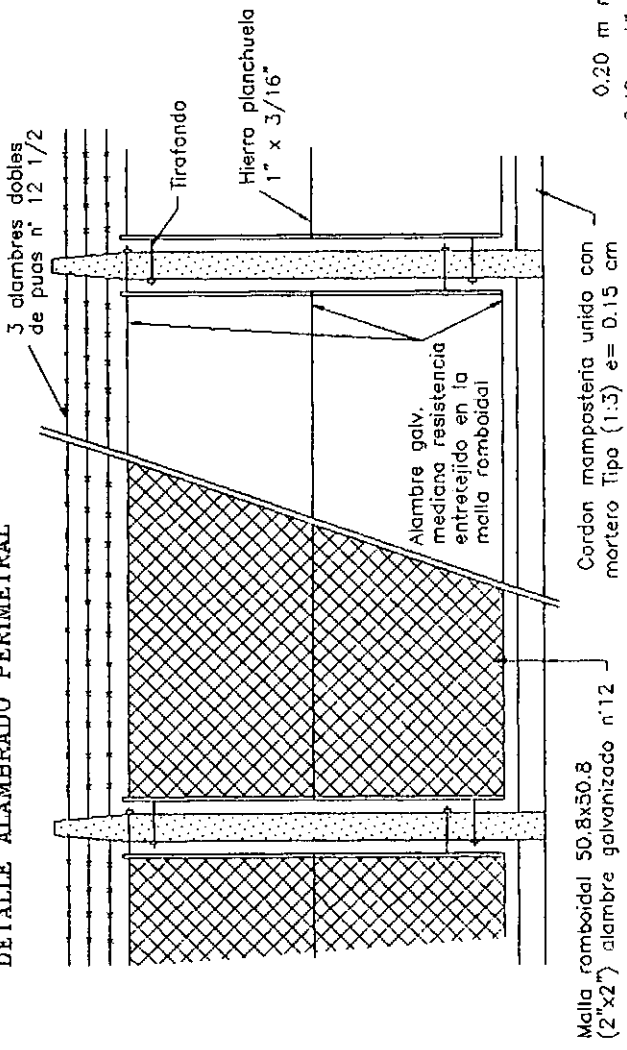 DETALLE ALAMBRADO PERIMETRAL
3 alambres dobles
de puas n° 12 1/2
Tirafondo
Hierro planchuela
1" x 3/16"
Alambre galv.
mediana resistencia
entretejido en la
malla romboidal
Malla romboidal 50.8x50.8
(2"x2") alambre galvanizado n°12
Cordon mamposteria unido con
mortero Tipo (1:3) e= 0.15 cm
0.20 m